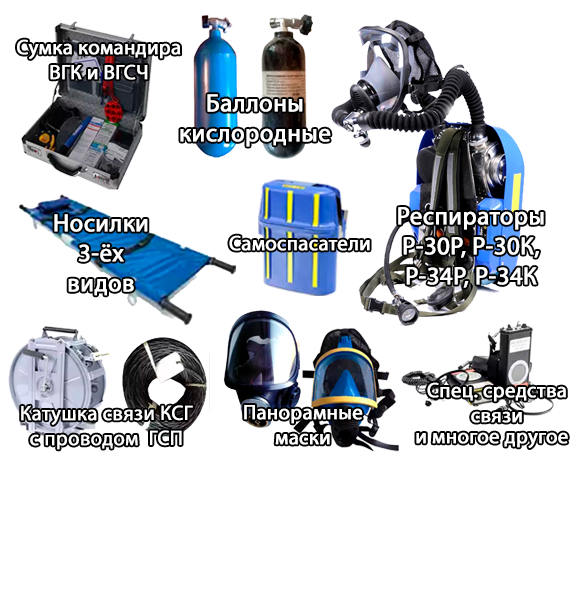 Сумка командира
ВГК и ВГСЧ
Баллоны
кислородные
Носилки
3-ёх
видов
Самоспасатели
Респираторы
Р-30Р, Р-30К,
Р-34Р, Р-34К
Катушка связи КСГ
с проводом ГСП
Панорамные
маски
Спец. средства
связи
и многое другое